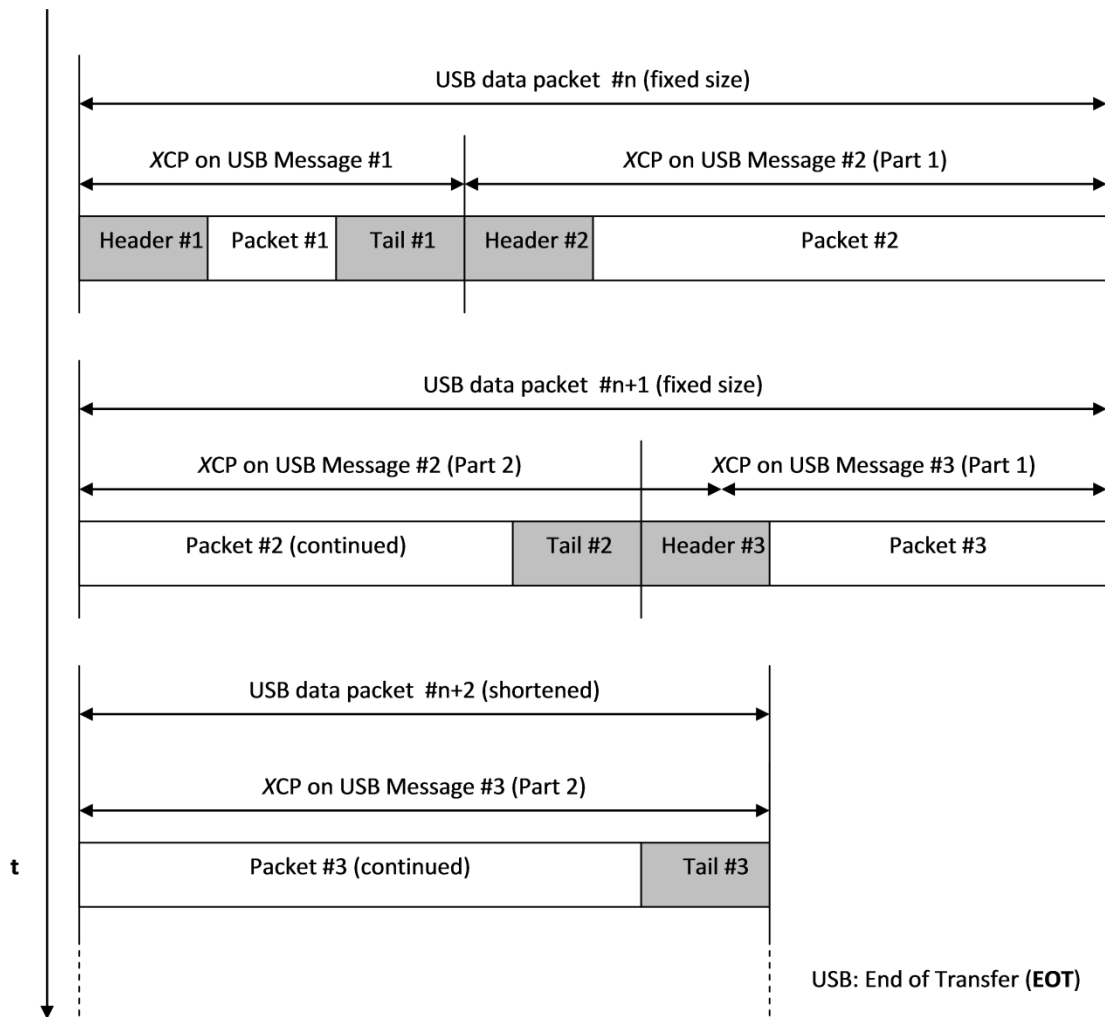 USB data packet #n (fixed size)
XCP on USB Message #1
XCP on USB Message #2 (Part 1)
Header #1
Packet #1
Tail #1
Header #2
Packet #2
USB data packet #n+1 (fixed size)
XCP on USB Message #2 (Part 2)
XCP on USB Message #3 (Part 1)
Packet #2 (continued)
Tail #2
Header #3
Packet #3
USB data packet #n+2 (shortened)
XCP on USB Message #3 (Part 2)
t
Packet #3 (continued)
Tail #3
USB: End of Transfer (EOT)